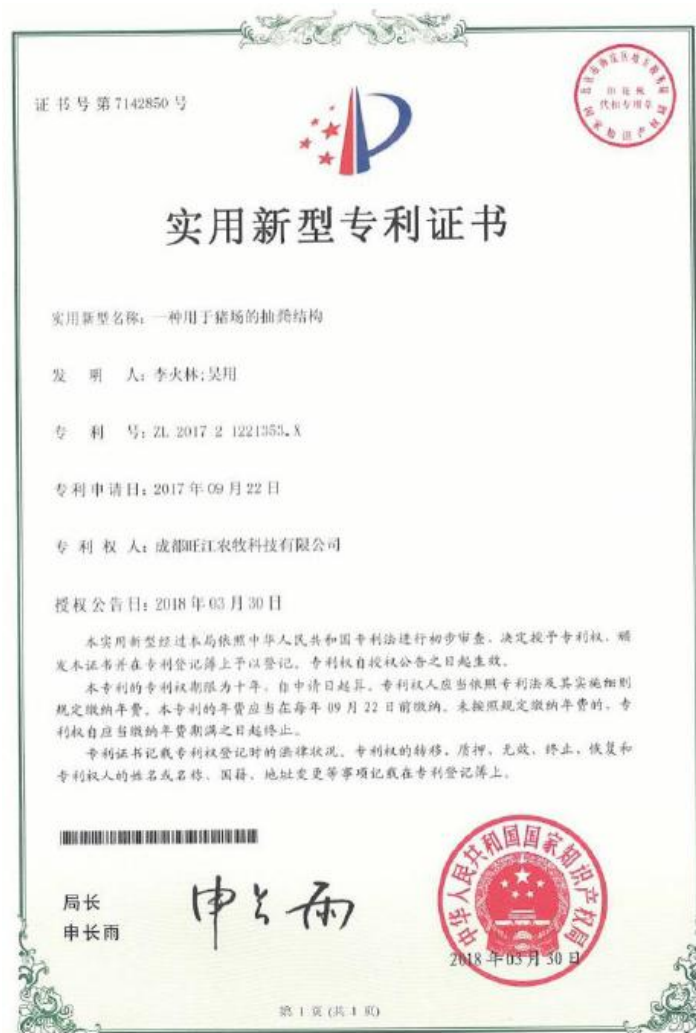 证书号第7142850号
印花税
代扣专用章
国家知识产权局
实用新型专利证书
实用新型名称：一种用于猪场的抽粪结构
发明人：李火林;吴用
专利号：ZL 2017 2 1221353.X
专利申请日：2017年09月22日
专利权人：成都旺江农牧科技有限公司
授权公告日：2018年03月30日
本实用新型经过本局依照中华人民共和国专利法进行初步审查，决定授予专利权，颁
发本证书并在专利登记簿上予以登记。专利权自授权公告之日起生效。
本专利的专利权期限为十年，自申请日起算。专利权人应当依照专利法及其实施细则
规定缴纳年费。本专利的年费应当在每年09月22日前缴纳。未按照规定缴纳年费的，专
利权自应当缴纳年费期满之日起终止。
专利证书记载专利权登记时的法律状况。专利权的转移、质押、无效、终止、恢复和
专利权人的姓名或名称、国籍、地址变更等事项记载在专利登记簿上。
局长
申长雨
申长雨
中华人民共和国国家知识产权局
2018年03月30日
第1页(共1页)